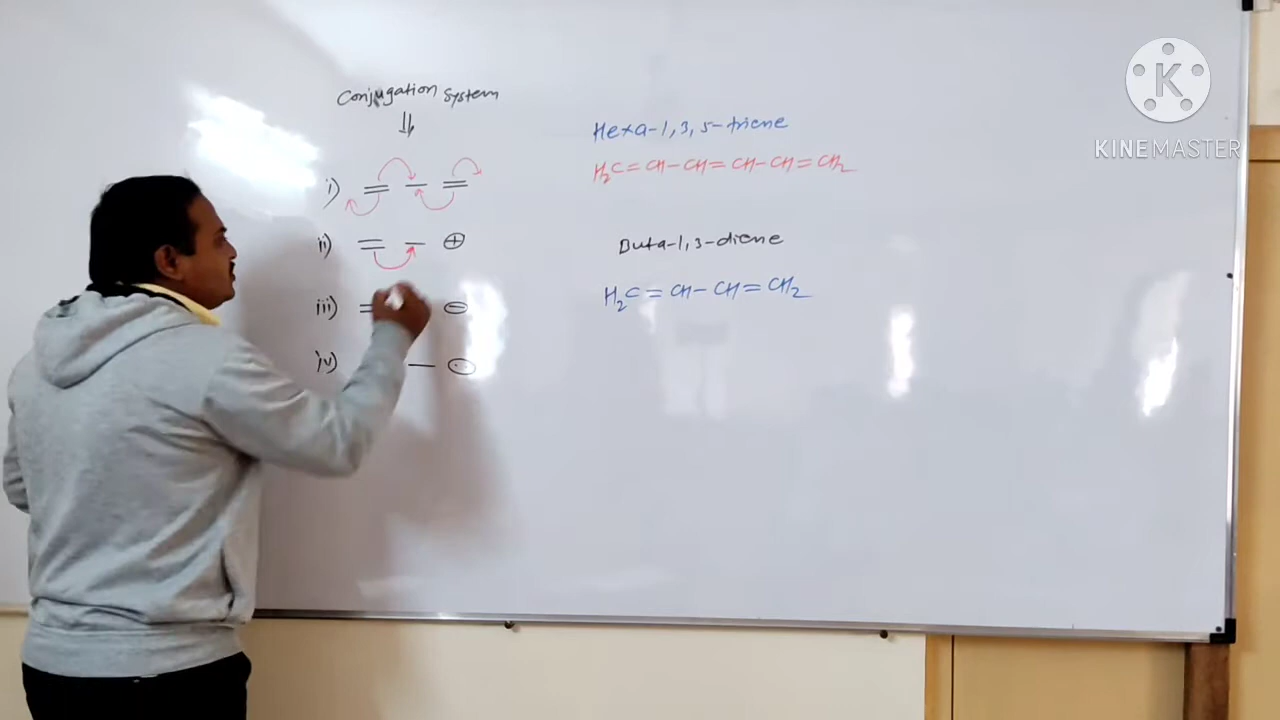 Conjugation System
⇓
i) = — =
ii) = — ⊕
iii) = ⊖
iv) — ⊙
Hexa-1,3,5-triene
H₂C=CH-CH=CH-CH=CH₂
Buta-1,3-diene
H₂C=CH-CH=CH₂
K
KINEMASTER